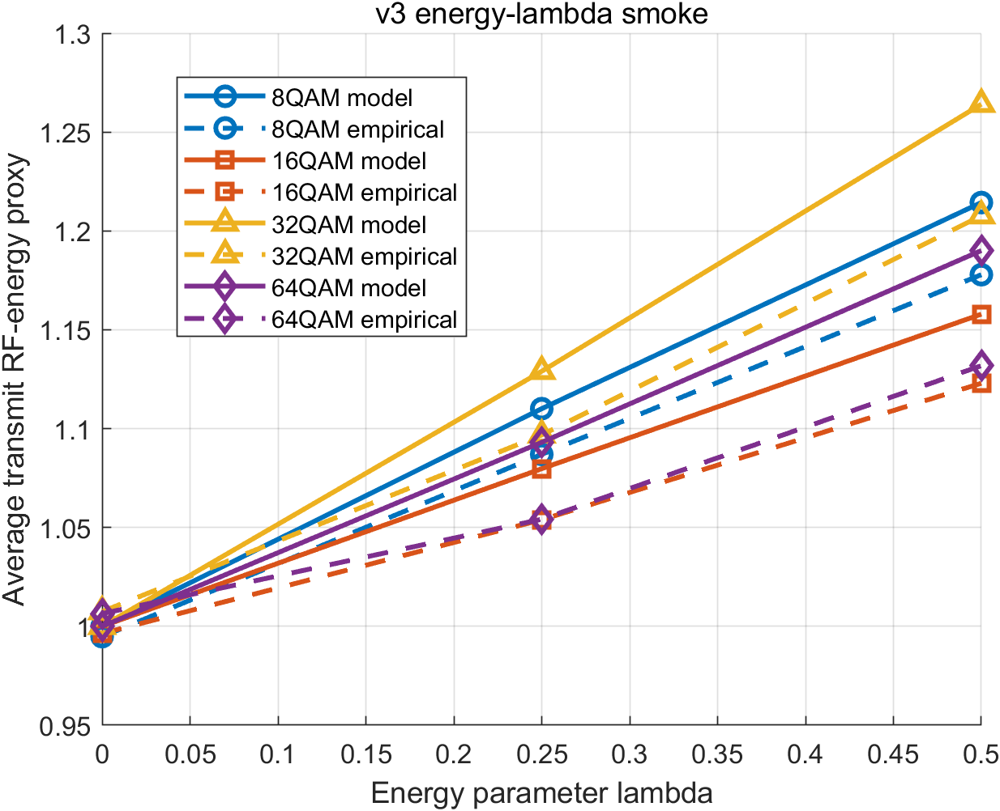 v3 energy-lambda smoke
1.3
1.25
1.2
1.15
1.1
1.05
1
0.95
Average transmit RF-energy proxy
8QAM model
8QAM empirical
16QAM model
16QAM empirical
32QAM model
32QAM empirical
64QAM model
64QAM empirical
0 0.05 0.1 0.15 0.2 0.25 0.3 0.35 0.4 0.45 0.5
Energy parameter lambda